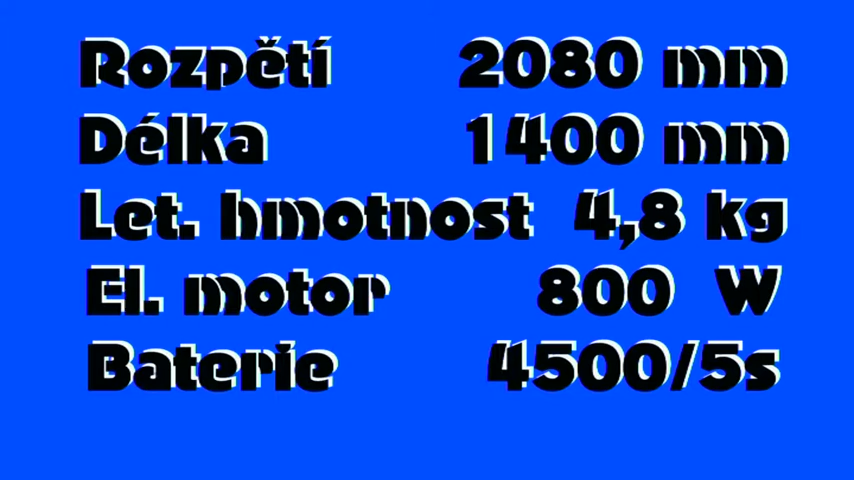 Rozpětí 2080 mm
Délka 1400 mm
Let. hmotnost 4,8 kg
El. motor 800 W
Baterie 4500/5s